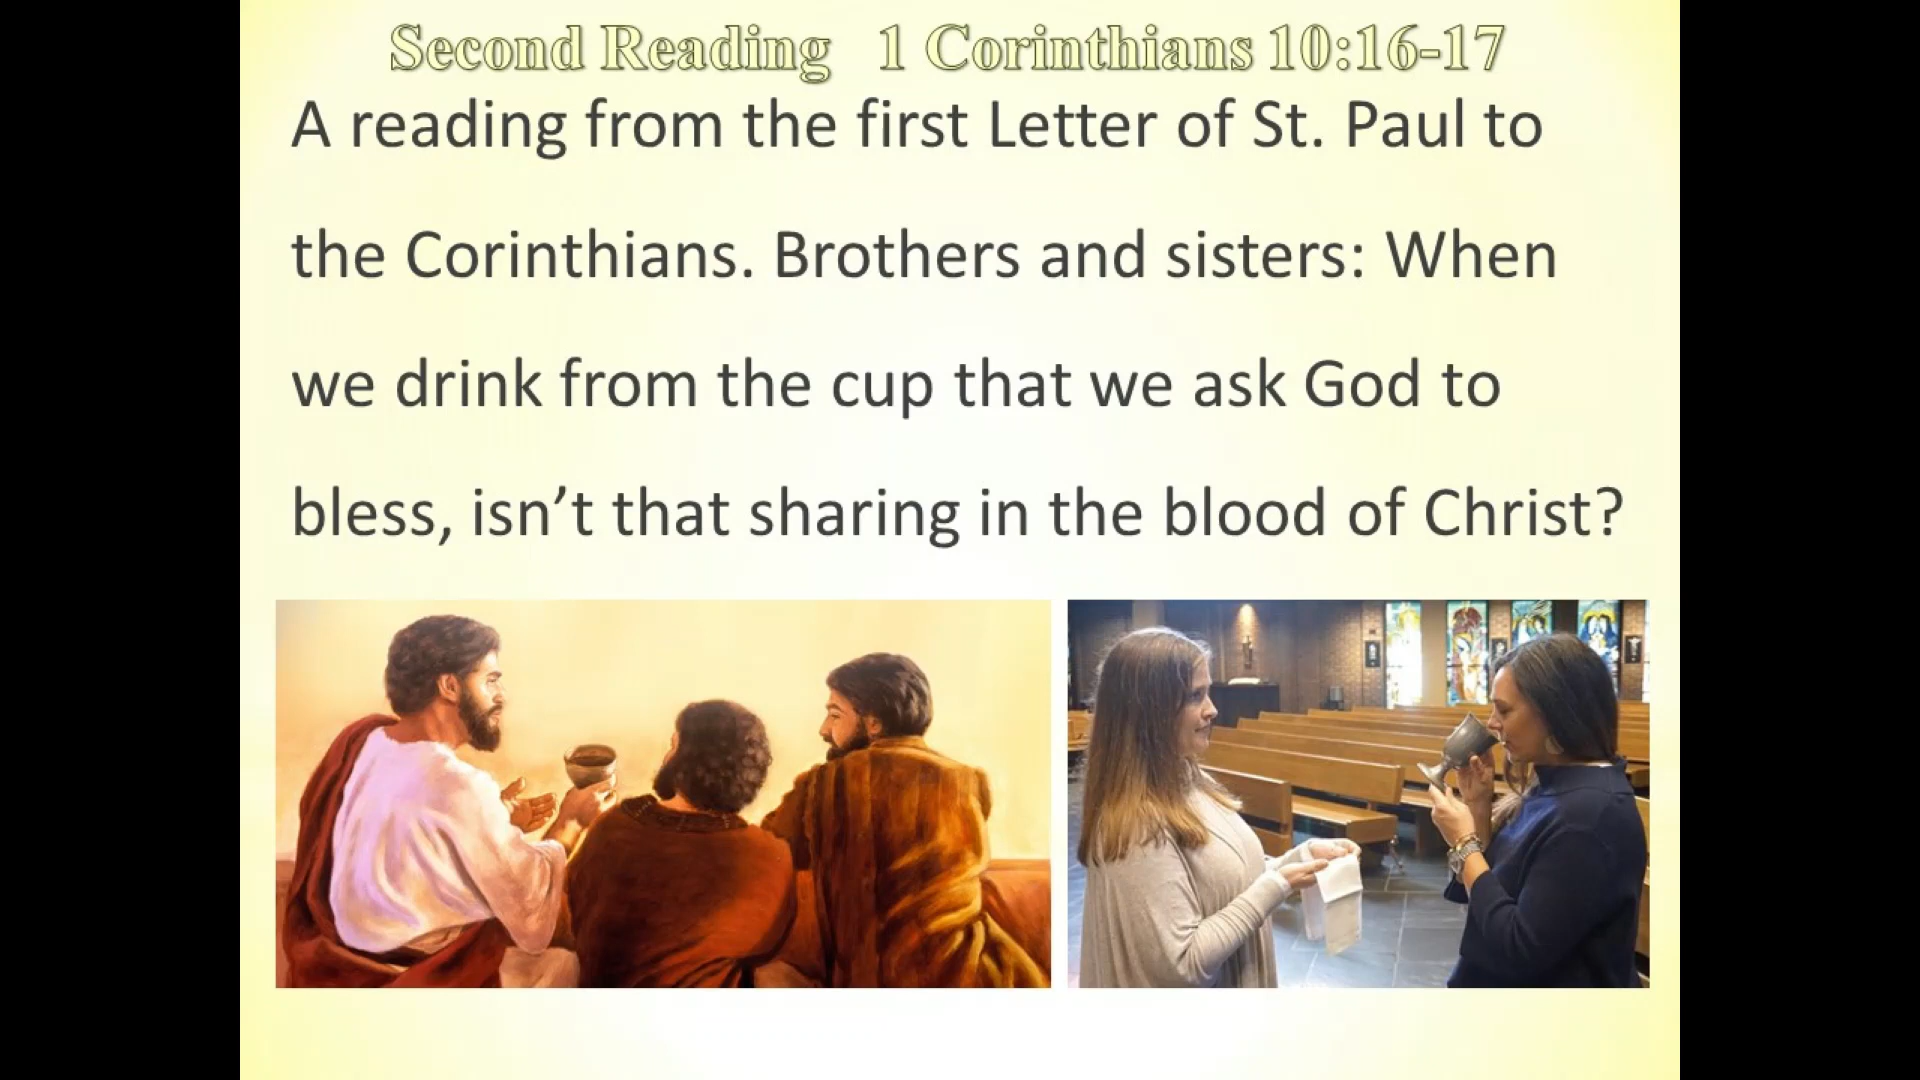 Second Reading 1 Corinthians 10:16-17
A reading from the first Letter of St. Paul to
the Corinthians. Brothers and sisters: When
we drink from the cup that we ask God to
bless, isn’t that sharing in the blood of Christ?